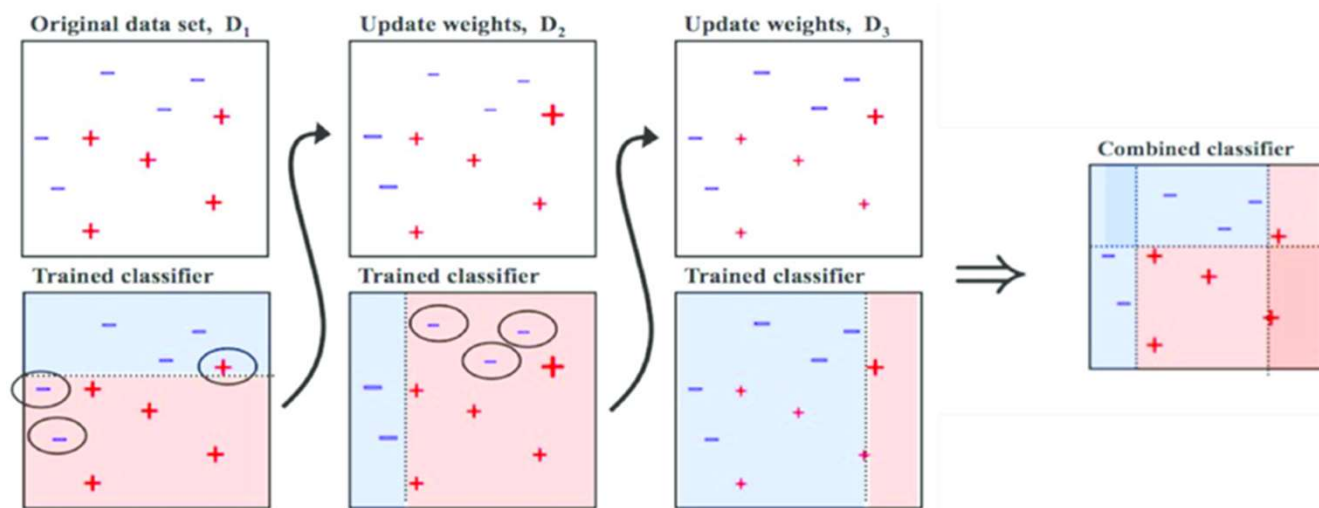 Original data set, D₁
Update weights, D₂
Update weights, D₃
Combined classifier
Trained classifier
Trained classifier
Trained classifier